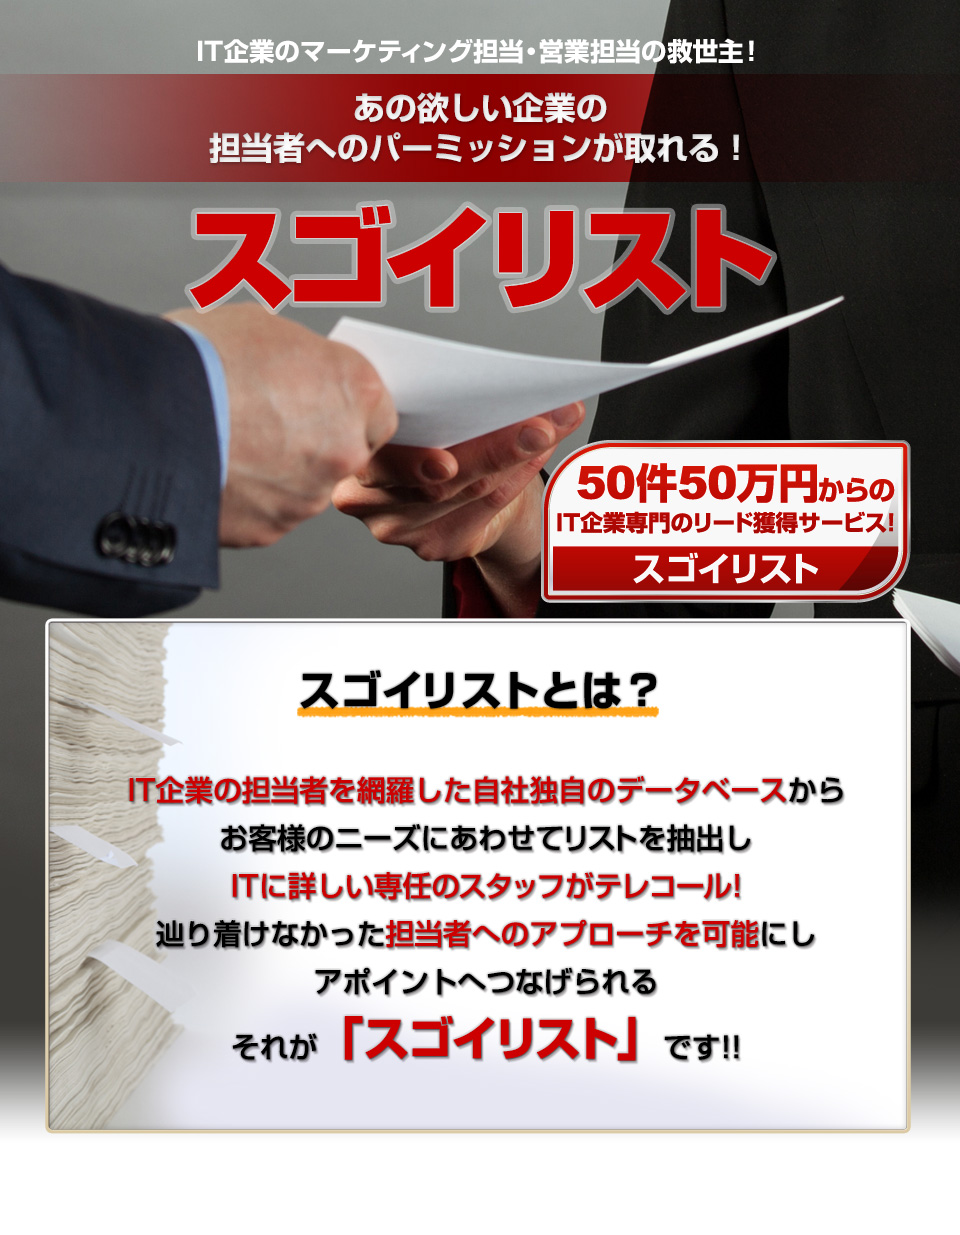 IT企業のマーケティング担当・営業担当の救世主！
あの欲しい企業の
担当者へのパーミッションが取れる！
スゴイリスト
50件50万円からの
IT企業専門のリード獲得サービス!
スゴイリスト
スゴイリストとは？
IT企業の担当者を網羅した自社独自のデータベースから
お客様のニーズにあわせてリストを抽出し
ITに詳しい専任のスタッフがテレコール!
辿り着けなかった担当者へのアプローチを可能にし
アポイントへつなげられる
それが「スゴイリスト」です!!